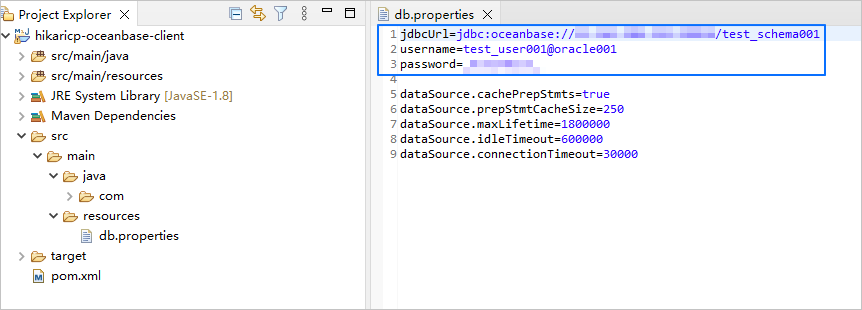 Project Explorer
hikaricp-oceanbase-client
src/main/java
src/main/resources
JRE System Library [JavaSE-1.8]
Maven Dependencies
src
main
java
com
resources
db.properties
target
pom.xml
db.properties
1 jdbcUrl=jdbc:oceanbase:// /test_schema001
2 username=test_user001@oracle001
3 password=
4
5 dataSource.cachePrepStmts=true
6 dataSource.prepStmtCacheSize=250
7 dataSource.maxLifetime=1800000
8 dataSource.idleTimeout=600000
9 dataSource.connectionTimeout=30000